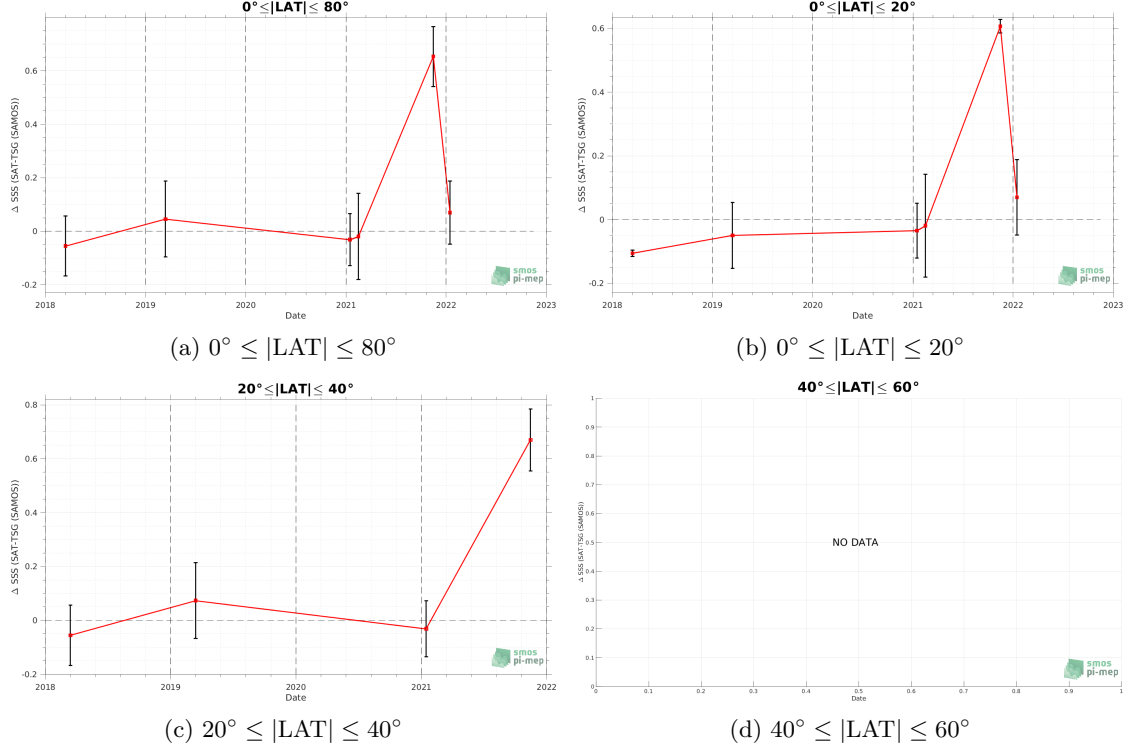 0°≤|LAT|≤ 80°
Δ SSS (SAT-TSG (SAMOS))
0.6
0.4
0.2
0
-0.2
2018
2019
2020
2021
2022
2023
Date
smos
pi-mep
(a) 0° ≤ |LAT| ≤ 80°
0°≤|LAT|≤ 20°
Δ SSS (SAT-TSG (SAMOS))
0.6
0.4
0.2
0
-0.2
2018
2019
2020
2021
2022
2023
Date
smos
pi-mep
(b) 0° ≤ |LAT| ≤ 20°
20°≤|LAT|≤ 40°
Δ SSS (SAT-TSG (SAMOS))
0.8
0.6
0.4
0.2
0
-0.2
2018
2019
2020
2021
2022
Date
smos
pi-mep
(c) 20° ≤ |LAT| ≤ 40°
40°≤|LAT|≤ 60°
Δ SSS (SAT-TSG (SAMOS))
1
0.9
0.8
0.7
0.6
0.5
0.4
0.3
0.2
0.1
0
NO DATA
0
0.1
0.2
0.3
0.4
0.5
0.6
0.7
0.8
0.9
1
Date
smos
pi-mep
(d) 40° ≤ |LAT| ≤ 60°